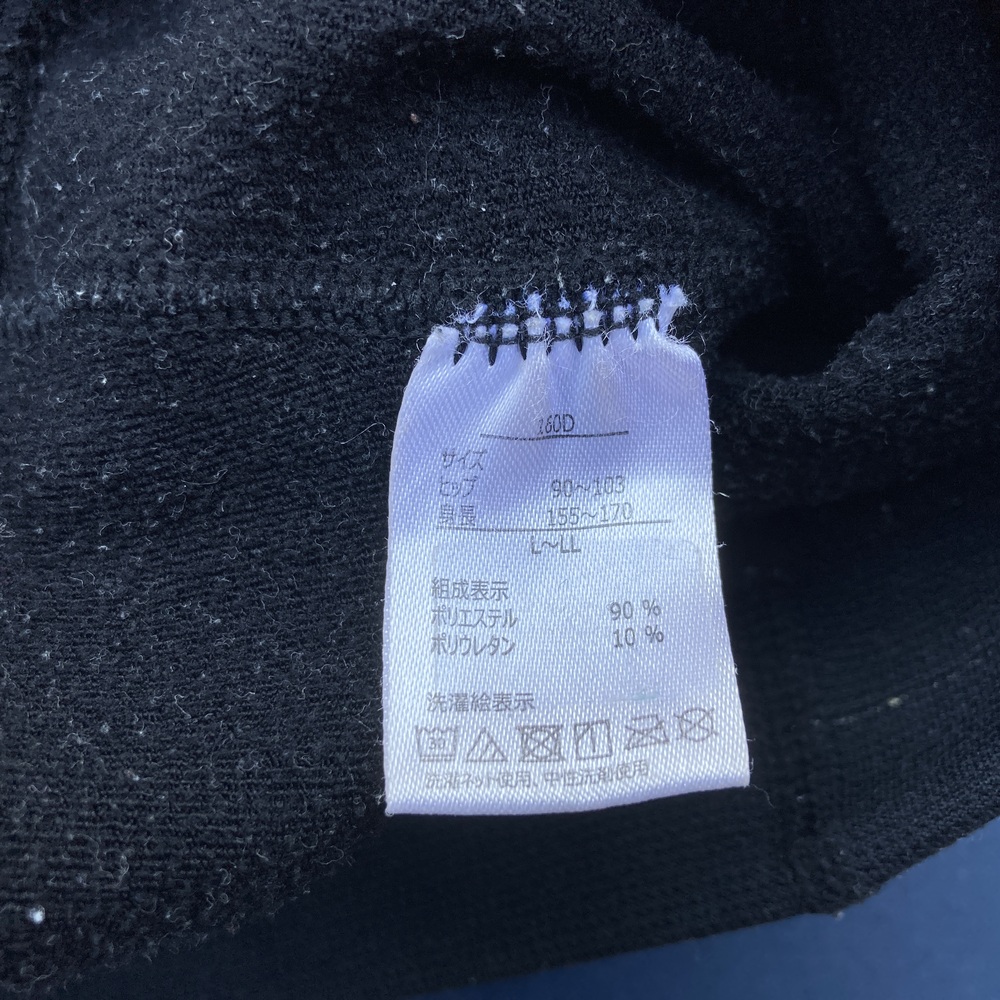 160D
サイズ
ヒップ 90～103
身長 155～170
L～LL
組成表示
ポリエステル 90 %
ポリウレタン 10 %
洗濯絵表示
30
洗濯ネット使用、中性洗剤使用